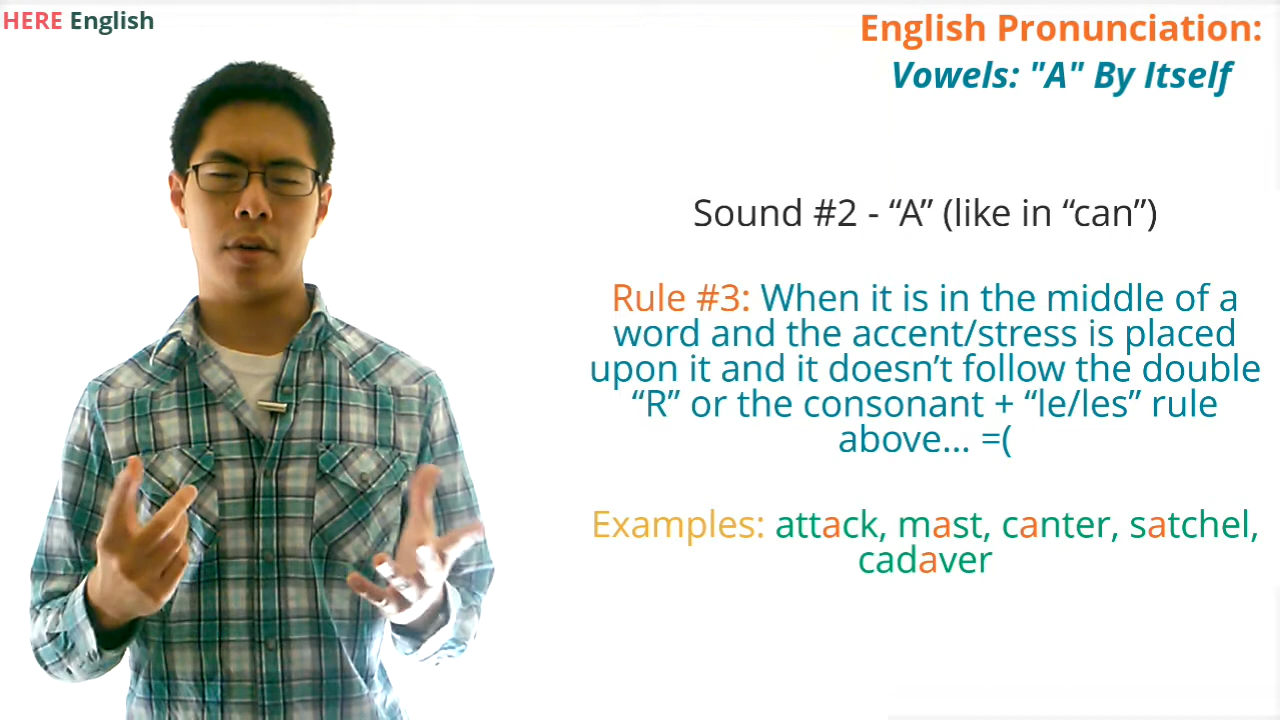 HERE English
English Pronunciation:
Vowels: "A" By Itself
Sound #2 - “A” (like in “can”)
Rule #3: When it is in the middle of a
word and the accent/stress is placed
upon it and it doesn’t follow the double
“R” or the consonant + “le/les” rule
above... =(
Examples: attack, mast, canter, satchel,
cadaver